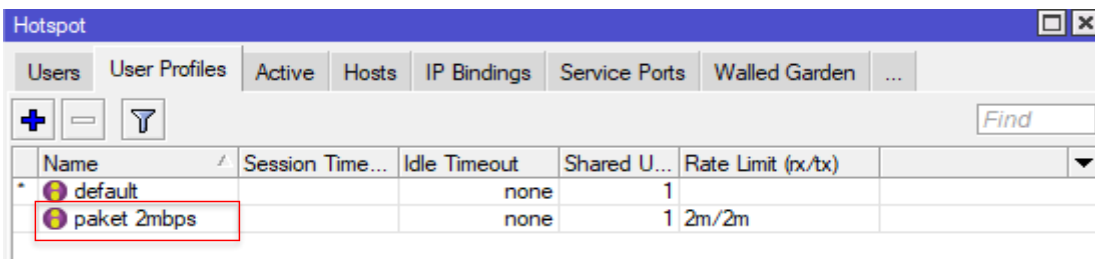 Hotspot
Users User Profiles Active Hosts IP Bindings Service Ports Walled Garden ...
Find
Name Session Time... Idle Timeout Shared U... Rate Limit (rx/tx)
* default none 1
paket 2mbps none 1 2m/2m